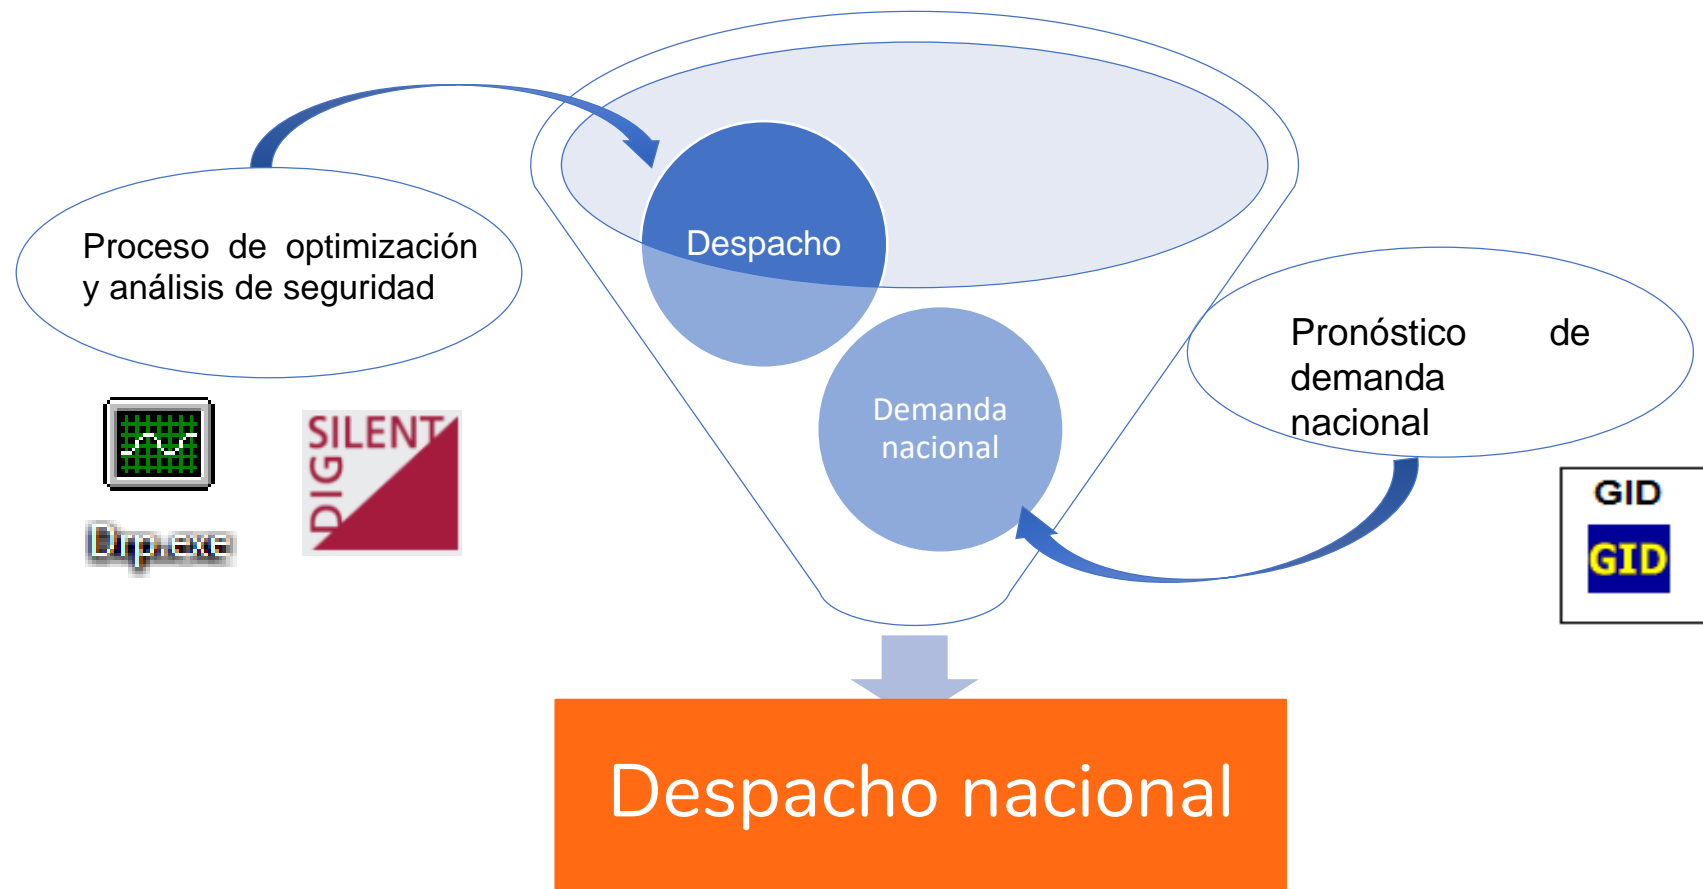 Despacho
Proceso de optimización
y análisis de seguridad
Pronóstico de
demanda
nacional
Demanda
nacional
SILENT
DIG
Drp.exe
GID
GID
Despacho nacional